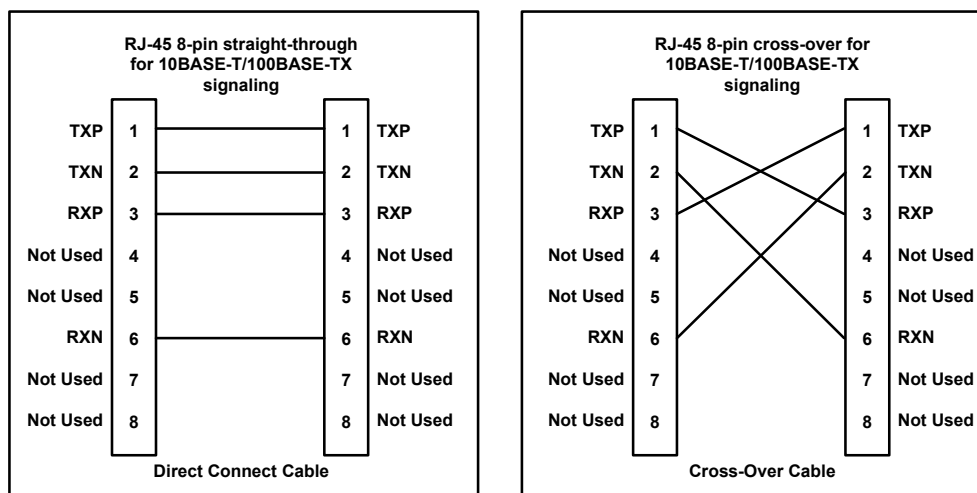 RJ-45 8-pin straight-through
for 10BASE-T/100BASE-TX
signaling
TXP 1 1 TXP
TXN 2 2 TXN
RXP 3 3 RXP
Not Used 4 4 Not Used
Not Used 5 5 Not Used
RXN 6 6 RXN
Not Used 7 7 Not Used
Not Used 8 8 Not Used
Direct Connect Cable
RJ-45 8-pin cross-over for
10BASE-T/100BASE-TX
signaling
TXP 1 1 TXP
TXN 2 2 TXN
RXP 3 3 RXP
Not Used 4 4 Not Used
Not Used 5 5 Not Used
RXN 6 6 RXN
Not Used 7 7 Not Used
Not Used 8 8 Not Used
Cross-Over Cable